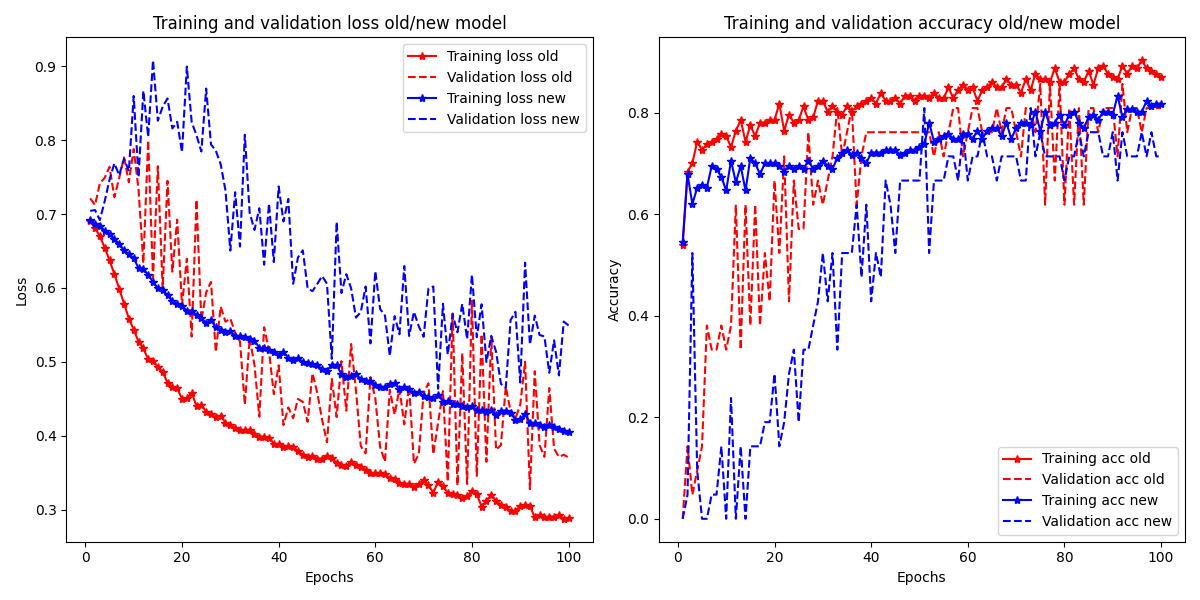 Training and validation loss old/new model
Training loss old
Validation loss old
Training loss new
Validation loss new
0.9
0.8
0.7
0.6
0.5
0.4
0.3
Loss
0 20 40 60 80 100
Epochs
Training and validation accuracy old/new model
0.8
0.6
0.4
0.2
0.0
Accuracy
Training acc old
Validation acc old
Training acc new
Validation acc new
0 20 40 60 80 100
Epochs